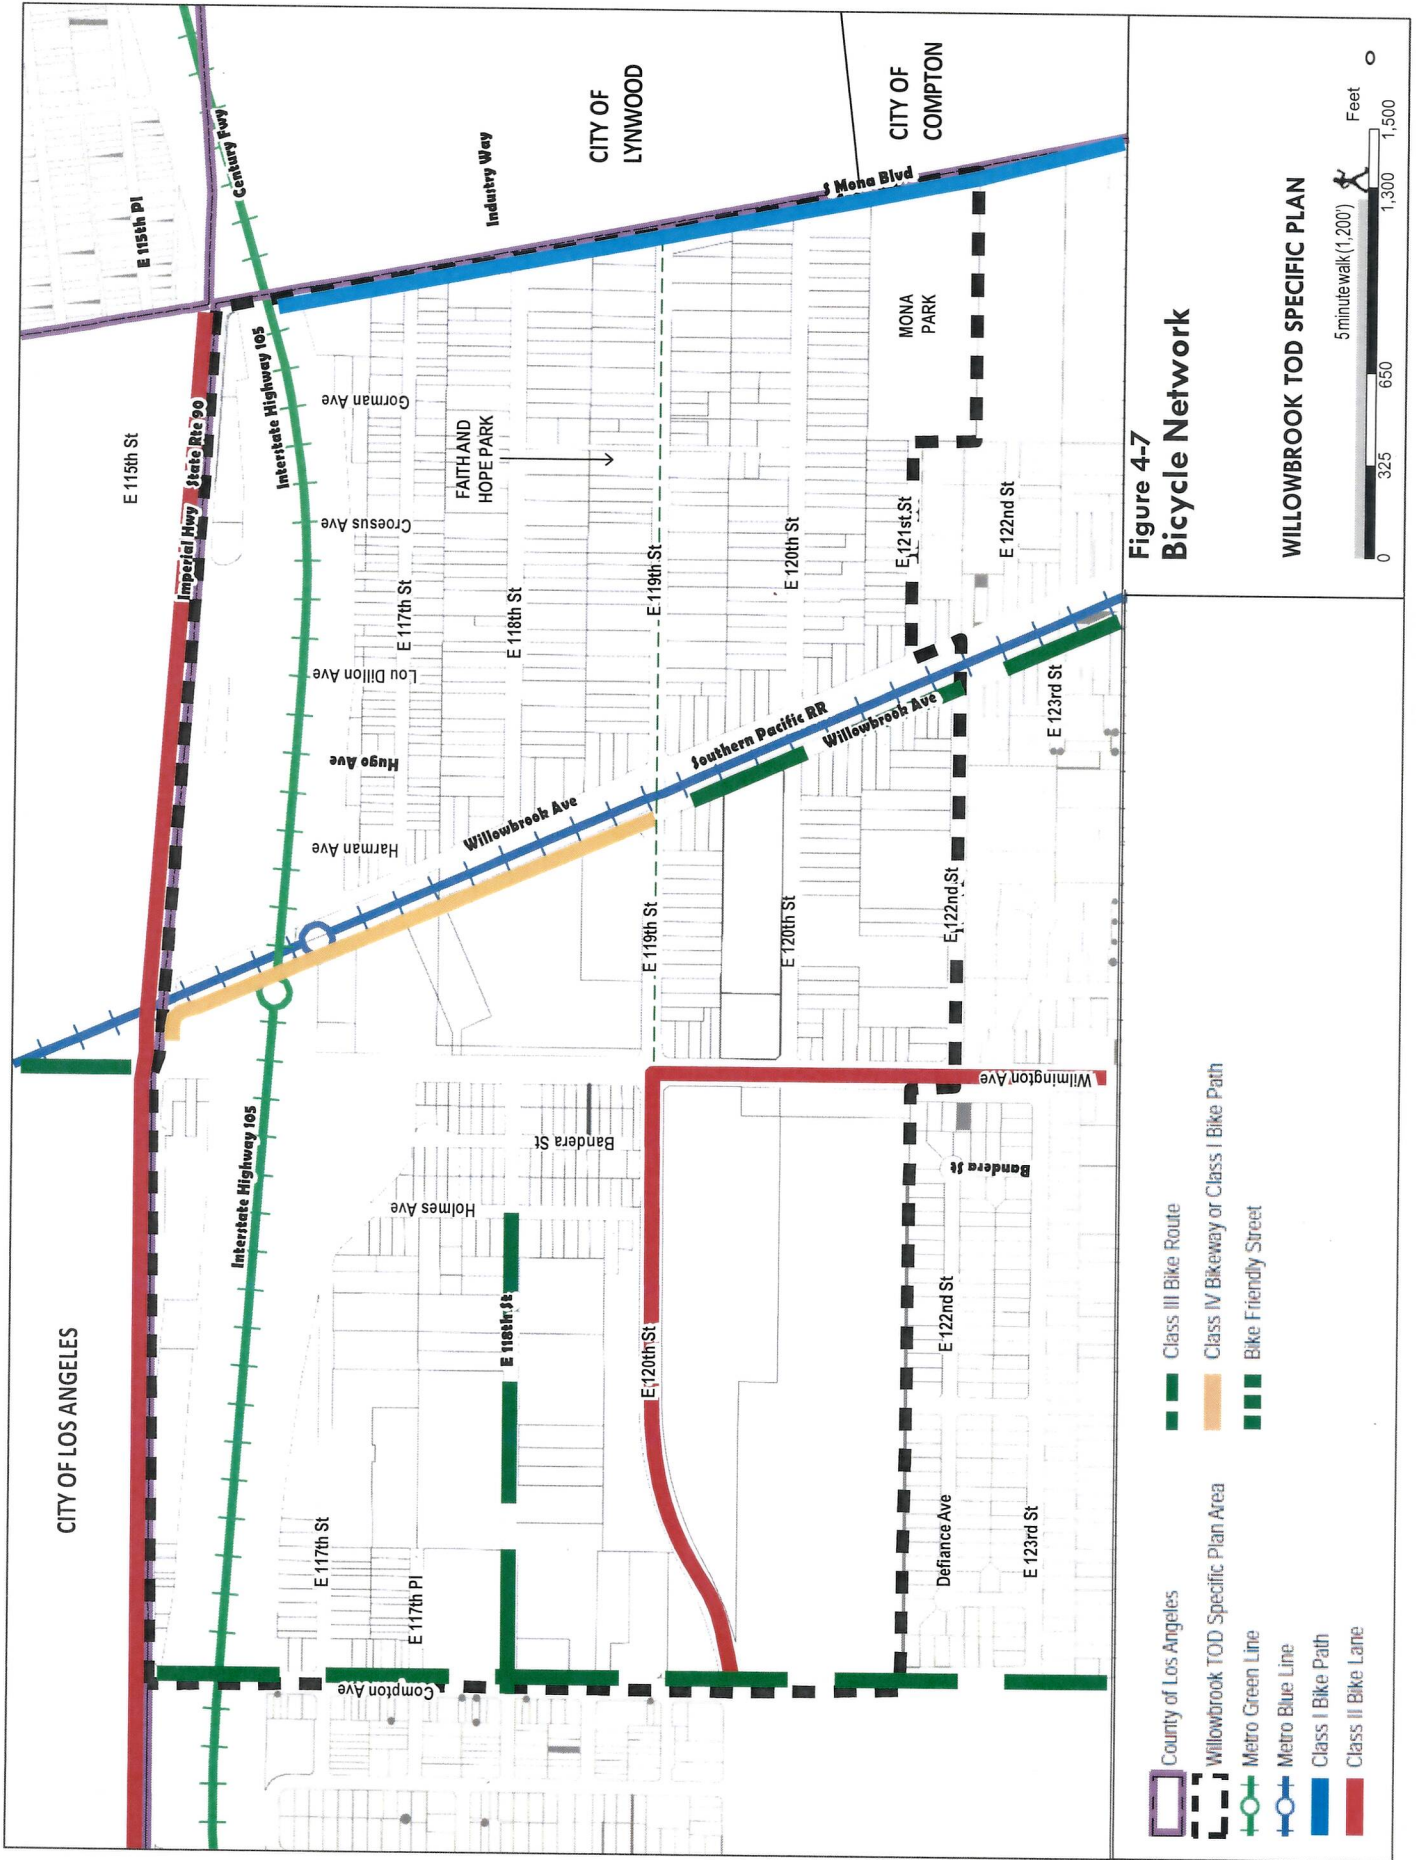 CITY OF LOS ANGELES
E 115th St
E 115th Pl
Imperial Hwy
State Rte 90
Century Fwy
Interstate Highway 105
Interstate Highway 105
Industry Way
CITY OF
LYNWOOD
CITY OF
COMPTON
S Mona Blvd
Gorman Ave
Croesus Ave
Lou Dillon Ave
Hugo Ave
Harman Ave
FAITH AND
HOPE PARK
MONA
PARK
E 117th St
E 118th St
E 119th St
E 120th St
E 121st St
E 122nd St
E 123rd St
Willowbrook Ave
Southern Pacific RR
Willowbrook Ave
E 119th St
E 120th St
E 122nd St
Wilmington Ave
Bandera St
Bandera St
Holmes Ave
E 118th St
E 120th St
E 122nd St
Defiance Ave
E 123rd St
E 117th St
E 117th Pl
Compton Ave
County of Los Angeles
Willowbrook TOD Specific Plan Area
Metro Green Line
Metro Blue Line
Class I Bike Path
Class II Bike Lane
Class III Bike Route
Class IV Bikeway or Class I Bike Path
Bike Friendly Street
Figure 4-7
Bicycle Network
WILLOWBROOK TOD SPECIFIC PLAN
5 minute walk (1,200')
Feet
0 325 650 1,300 1,500